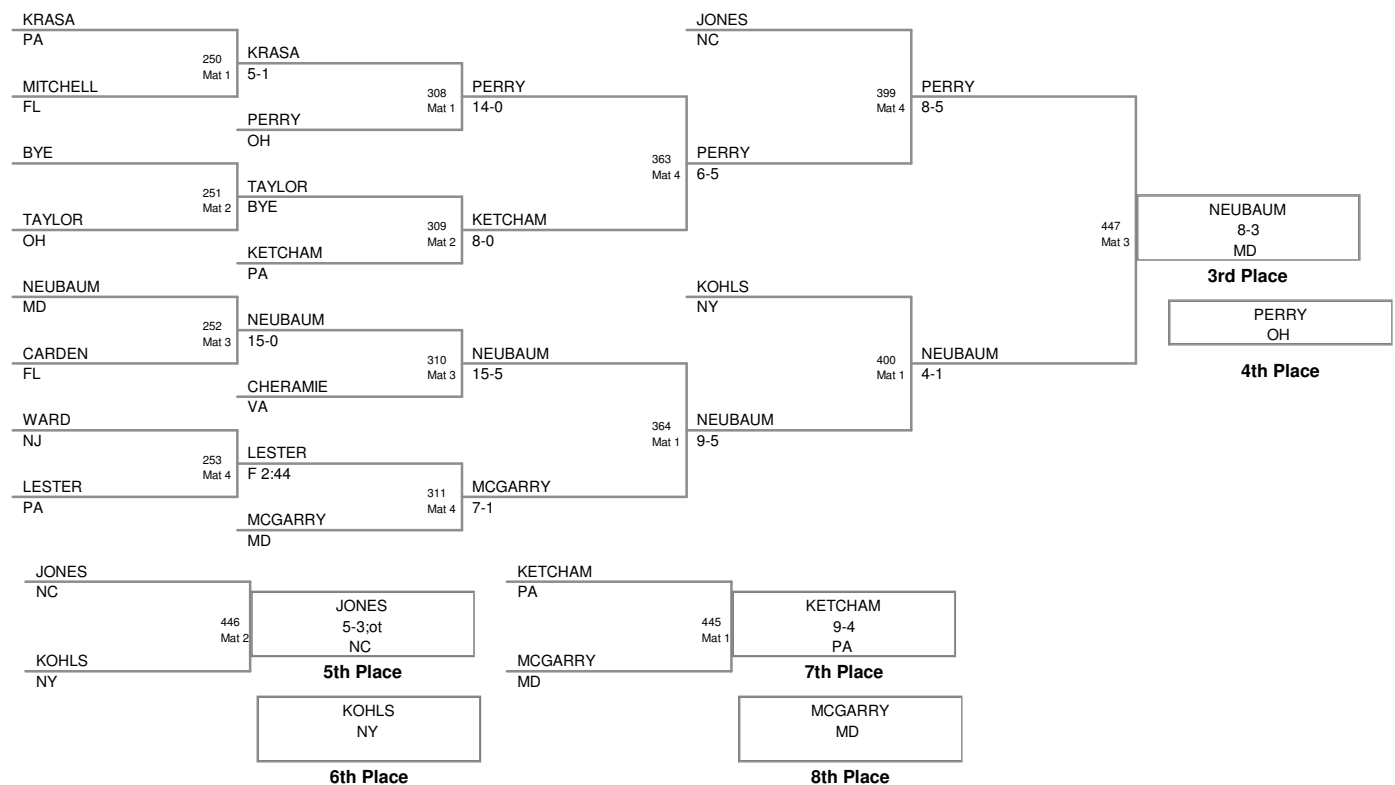 KRASA
PA
250
Mat 1
MITCHELL
FL
KRASA
5-1
308
Mat 1
PERRY
OH
BYE
251
Mat 2
TAYLOR
OH
TAYLOR
BYE
309
Mat 2
KETCHAM
PA
PERRY
14-0
363
Mat 4
KETCHAM
8-0
NEUBAUM
MD
252
Mat 3
CARDEN
FL
NEUBAUM
15-0
310
Mat 3
CHERAMIE
VA
WARD
NJ
253
Mat 4
LESTER
PA
LESTER
F 2:44
311
Mat 4
MCGARRY
MD
NEUBAUM
15-5
364
Mat 1
MCGARRY
7-1
JONES
NC
399
Mat 4
PERRY
6-5
PERRY
8-5
KOHLS
NY
400
Mat 1
NEUBAUM
9-5
NEUBAUM
4-1
447
Mat 3
NEUBAUM
8-3
MD
3rd Place
PERRY
OH
4th Place
JONES
NC
446
Mat 2
KOHLS
NY
JONES
5-3;ot
NC
5th Place
KOHLS
NY
6th Place
KETCHAM
PA
445
Mat 1
MCGARRY
MD
KETCHAM
9-4
PA
7th Place
MCGARRY
MD
8th Place